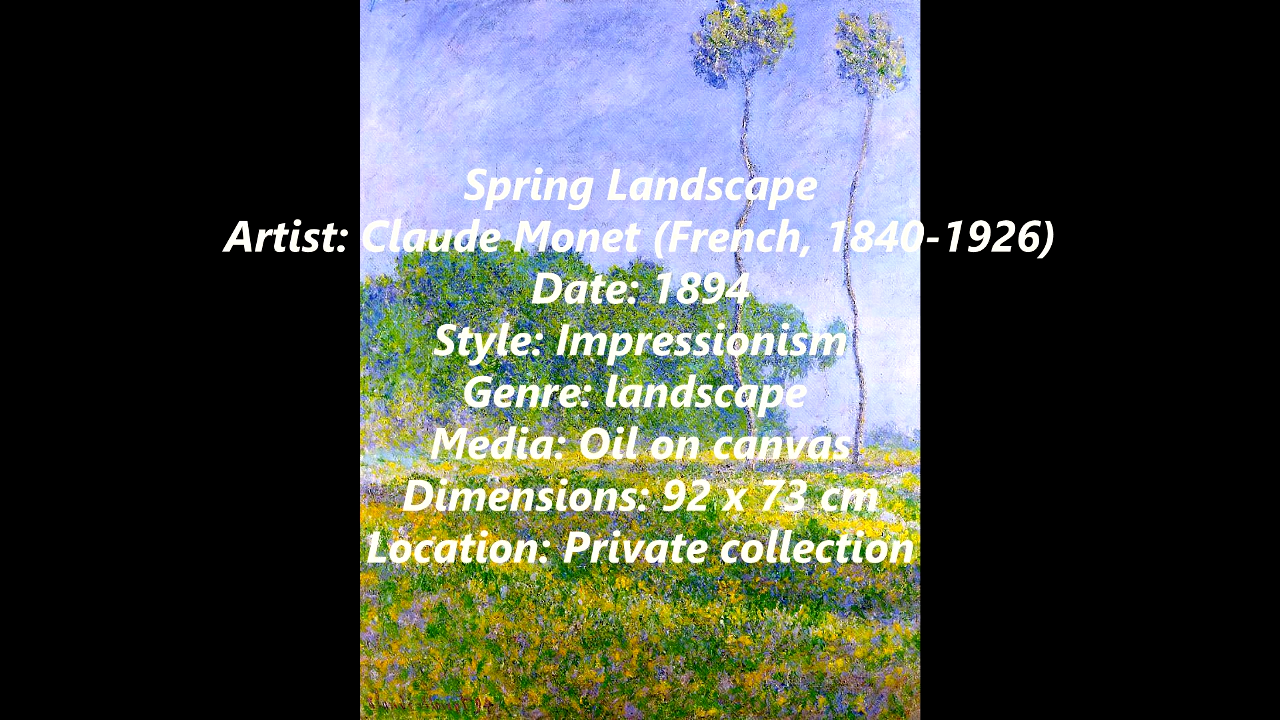 Spring Landscape
Artist: Claude Monet (French, 1840-1926)
Date: 1894
Style: Impressionism
Genre: landscape
Media: Oil on canvas
Dimensions: 92 x 73 cm
Location: Private collection